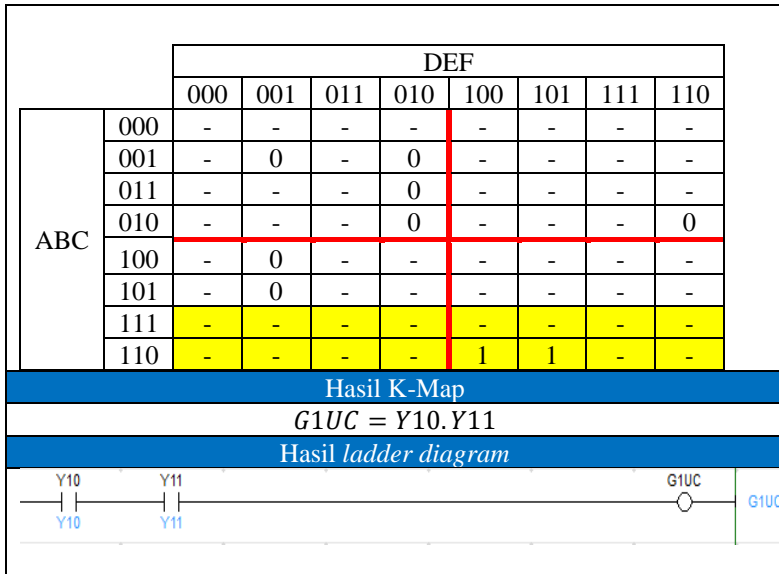 DEF
000 001 011 010 100 101 111 110
000 - - - - - - - -
001 - 0 - 0 - - - -
011 - - - 0 - - - -
010 - - - 0 - - - 0
ABC
100 - 0 - - - - - -
101 - 0 - - - - - -
111 - - - - - - - -
110 - - - - 1 1 - -
Hasil K-Map
G1UC = Y10.Y11
Hasil ladder diagram
Y10 Y11 G1UC
G1UC
Y10 Y11